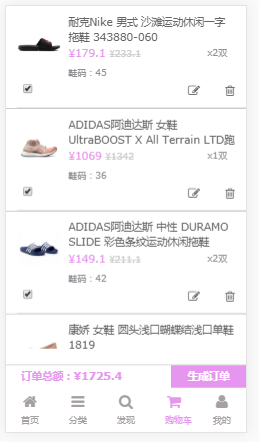 耐克Nike 男式 沙滩运动休闲一字
拖鞋 343880-060
¥179.1 ¥233.1 x2双
鞋码：45
ADIDAS阿迪达斯 女鞋
UltraBOOST X All Terrain LTD跑
¥1069 ¥1342 x1双
鞋码：36
ADIDAS阿迪达斯 中性 DURAMO
SLIDE 彩色条纹运动休闲拖鞋
¥149.1 ¥211.1 x2双
鞋码：42
康娇 女鞋 圆头浅口蝴蝶结浅口单鞋
1819
订单总额：¥1725.4 生成订单
首页 分类 发现 购物车 我的